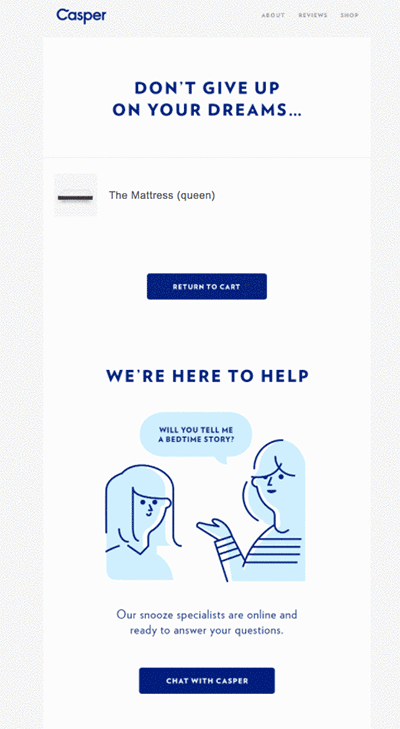 Casper
ABOUT REVIEWS SHOP
DON'T GIVE UP
ON YOUR DREAMS...
The Mattress (queen)
RETURN TO CART
WE'RE HERE TO HELP
WILL YOU TELL ME
A BEDTIME STORY?
Our snooze specialists are online and
ready to answer your questions.
CHAT WITH CASPER